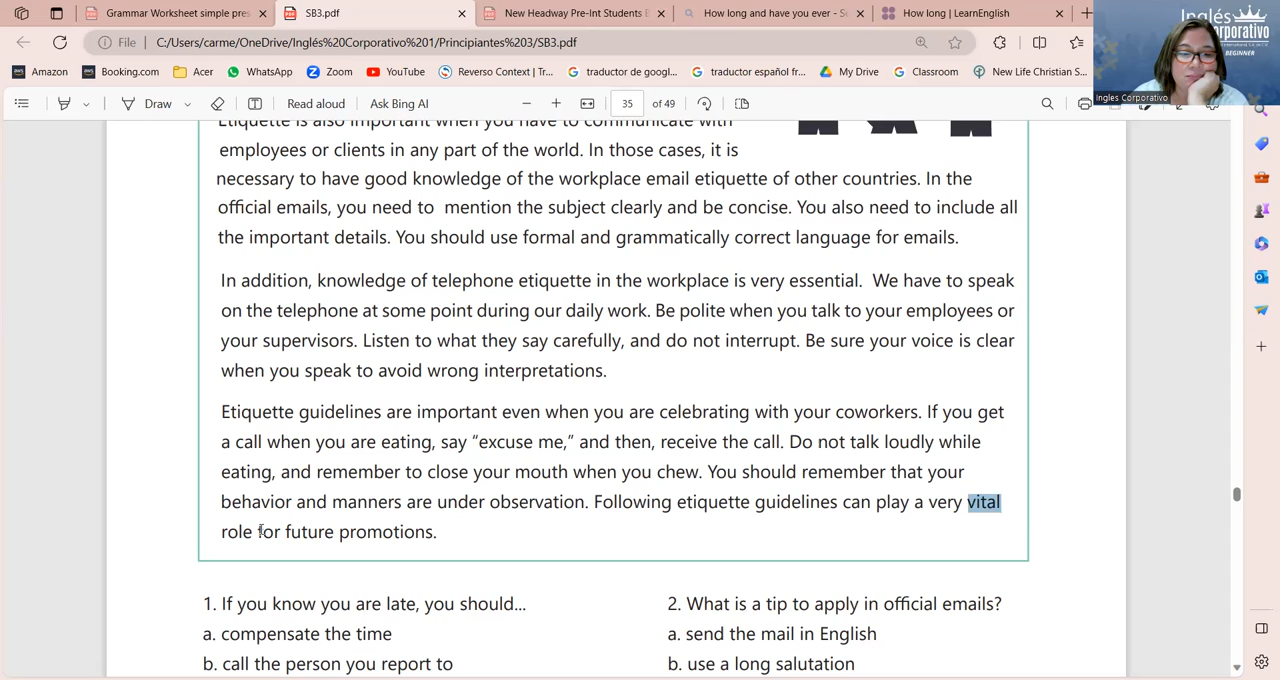 Grammar Worksheet simple pres
SB3.pdf
New Headway Pre-Int Students B
How long and have you ever - Se
How long | LearnEnglish
File
C:/Users/carme/OneDrive/Inglés%20Corporativo%201/Principiantes%203/SB3.pdf
Amazon
Booking.com
Acer
WhatsApp
Zoom
YouTube
Reverso Context | Tr...
traductor de googl...
traductor español fr...
My Drive
Classroom
New Life Christian S...
Inglés
Corporativo
BEGINNER
Ingles Corporativo
Draw
Read aloud
Ask Bing AI
35
of 49
Etiquette is also important when you have to communicate with
employees or clients in any part of the world. In those cases, it is
necessary to have good knowledge of the workplace email etiquette of other countries. In the
official emails, you need to mention the subject clearly and be concise. You also need to include all
the important details. You should use formal and grammatically correct language for emails.
In addition, knowledge of telephone etiquette in the workplace is very essential. We have to speak
on the telephone at some point during our daily work. Be polite when you talk to your employees or
your supervisors. Listen to what they say carefully, and do not interrupt. Be sure your voice is clear
when you speak to avoid wrong interpretations.
Etiquette guidelines are important even when you are celebrating with your coworkers. If you get
a call when you are eating, say “excuse me,” and then, receive the call. Do not talk loudly while
eating, and remember to close your mouth when you chew. You should remember that your
behavior and manners are under observation. Following etiquette guidelines can play a very vital
role for future promotions.
1. If you know you are late, you should...
a. compensate the time
b. call the person you report to
2. What is a tip to apply in official emails?
a. send the mail in English
b. use a long salutation